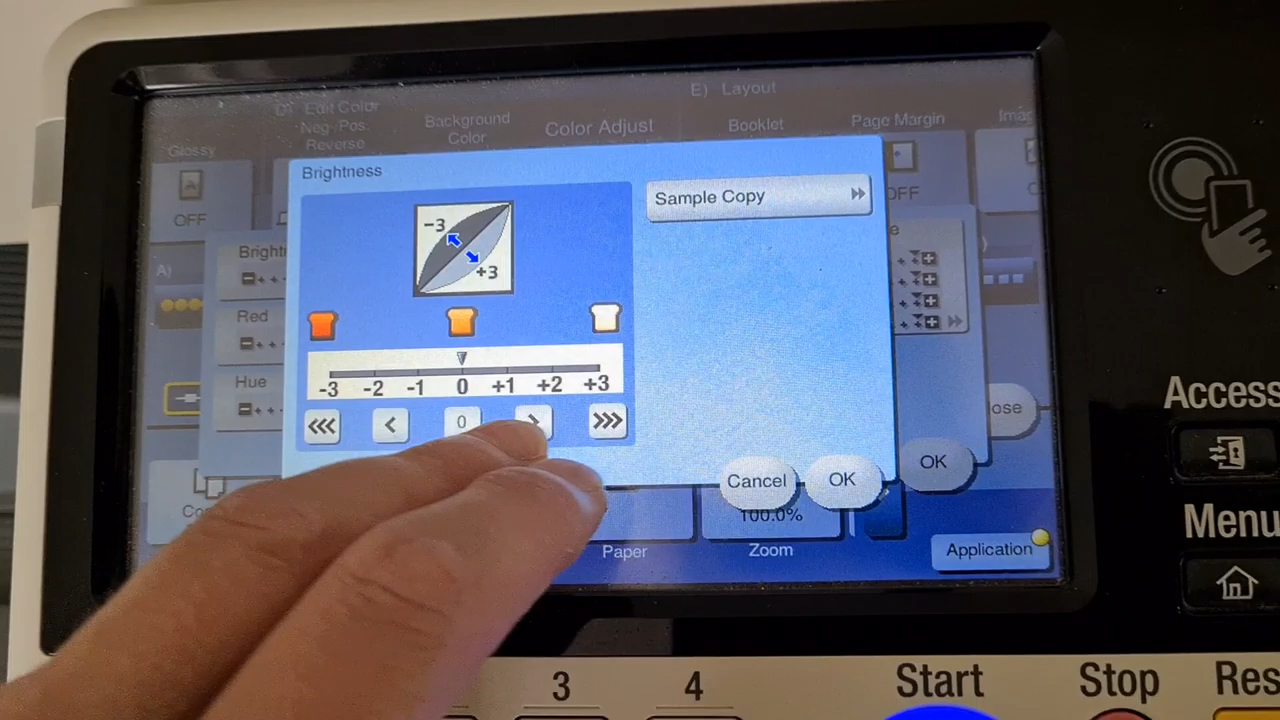 E) Layout
D) Edit Color
Neg./Pos.
Reverse
Background
Color
Color Adjust
Booklet
Page Margin
Glossy
OFF
OFF
A)
Brightness
Sample Copy
-3
+3
Red
Hue
-3 -2 -1 0 +1 +2 +3
0
Cancel
OK
OK
100.0%
Paper
Zoom
Application
Access
Menu
3
4
Start
Stop